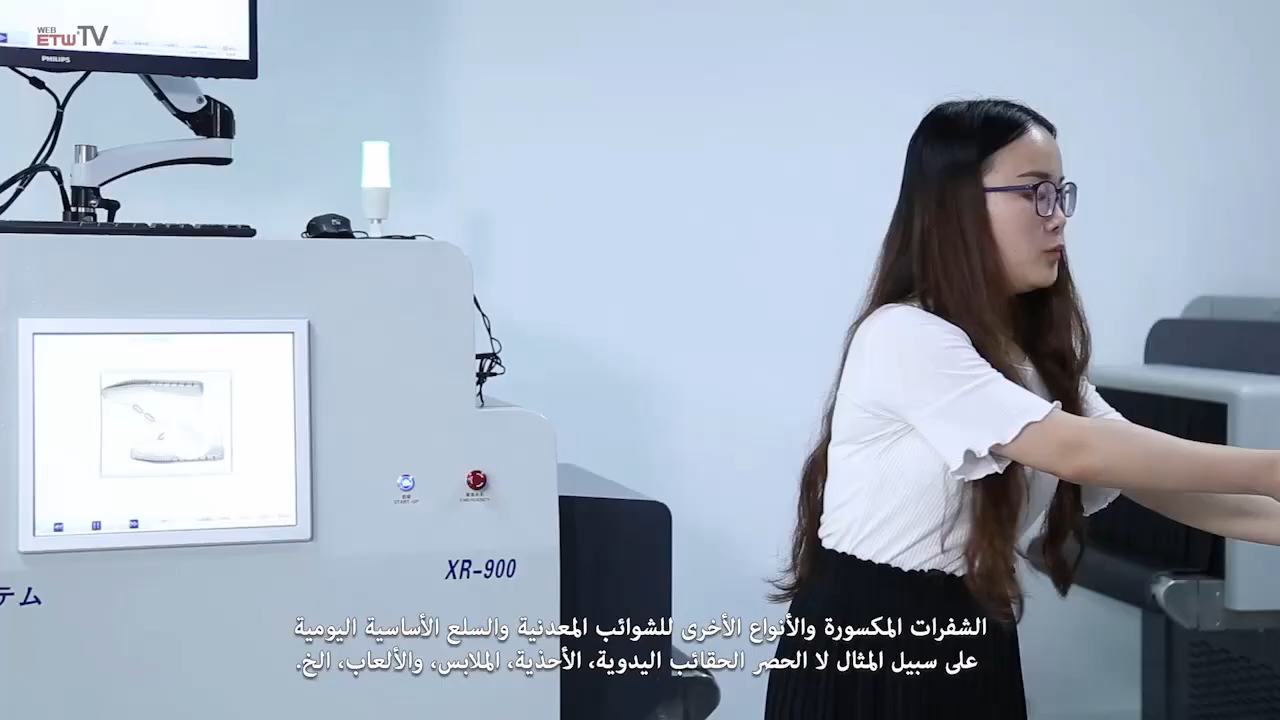 WEB
ETW TV
PHILIPS
START-UP
EMERGENCY
XR-900
テム
الشفرات المكسورة والأنواع الأخرى للشوائب المعدنية والسلع الأساسية اليومية
على سبيل المثال لا الحصر الحقائب اليدوية، الأحذية، الملابس، والألعاب، الخ.